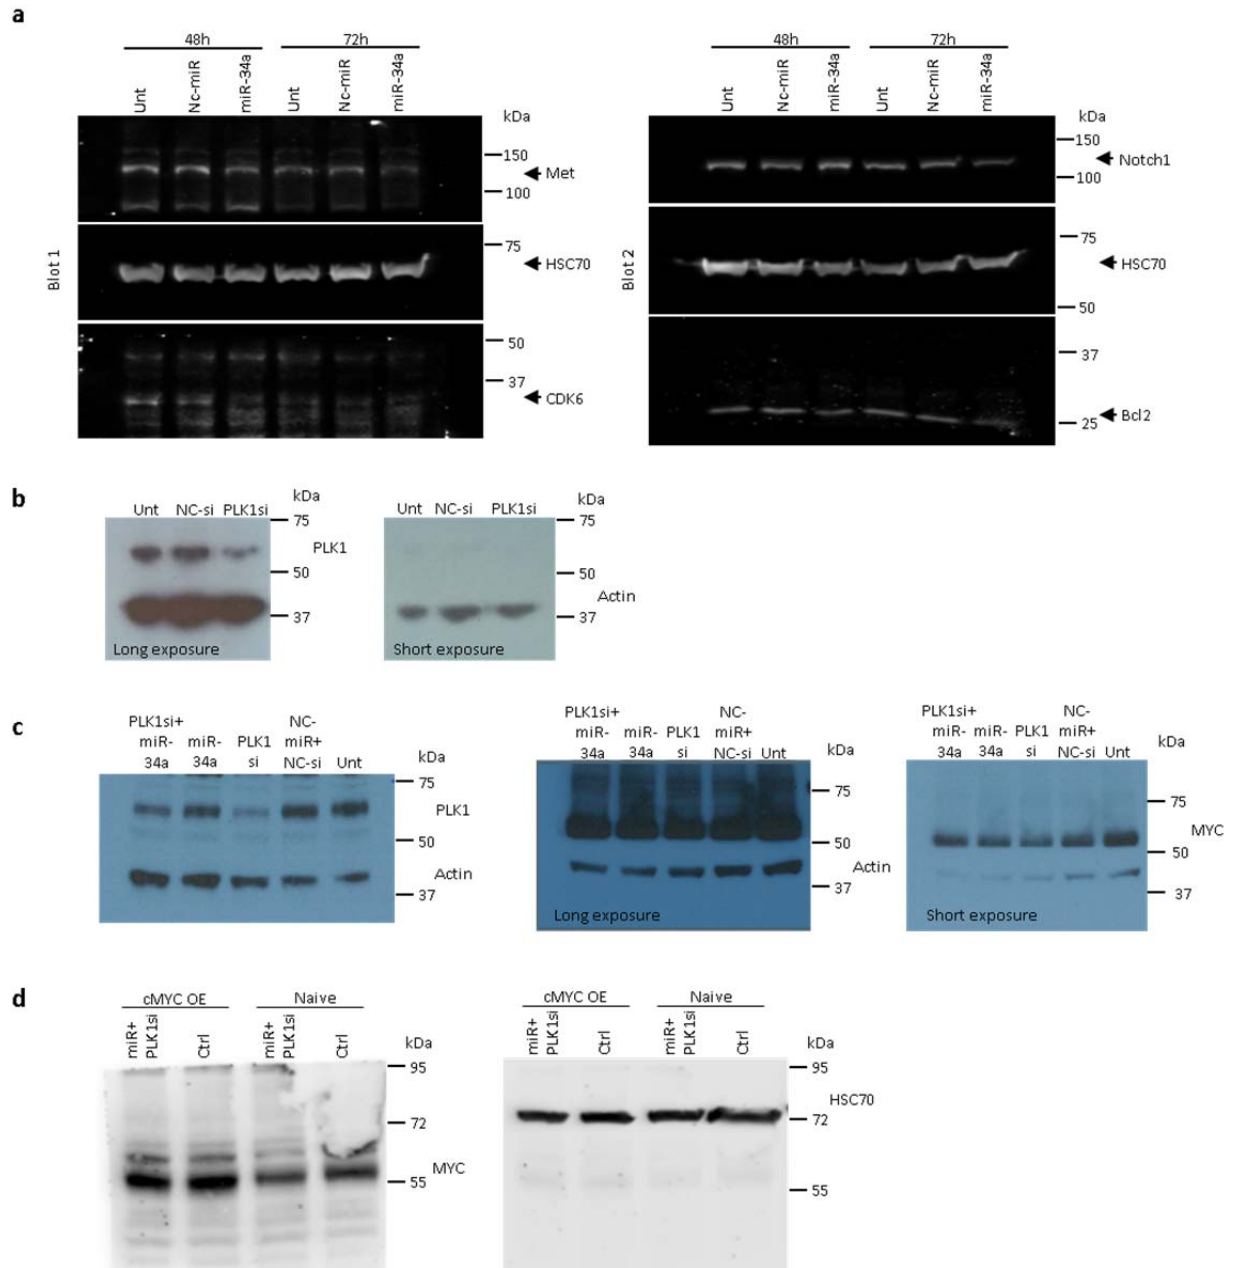 a
48h 72h
Unt Nc-miR miR-34a Unt Nc-miR miR-34a
kDa
150
Met
100
75
HSC70
50
37
CDK6
Blot 1
48h 72h
Unt Nc-miR miR-34a Unt Nc-miR miR-34a
kDa
150
Notch1
100
75
HSC70
50
37
25 Bcl2
Blot 2
b
Unt NC-si PLK1si
kDa
75
PLK1
50
37
Long exposure
Unt NC-si PLK1si
kDa
75
50
Actin
37
Short exposure
c
PLK1si+ NC-
miR- miR- PLK1 miR+
34a 34a si NC-si Unt
kDa
75
PLK1
50
Actin
37
PLK1si+ NC-
miR- miR- PLK1 miR+
34a 34a si NC-si Unt
kDa
75
50
Actin
37
Long exposure
PLK1si+ NC-
miR- miR- PLK1 miR+
34a 34a si NC-si Unt
kDa
75
MYC
50
37
Short exposure
d
cMYC OE Naive
miR+ PLK1si Ctrl miR+ PLK1si Ctrl
kDa
95
72
MYC
55
cMYC OE Naive
miR+ PLK1si Ctrl miR+ PLK1si Ctrl
kDa
95
HSC70
72
55